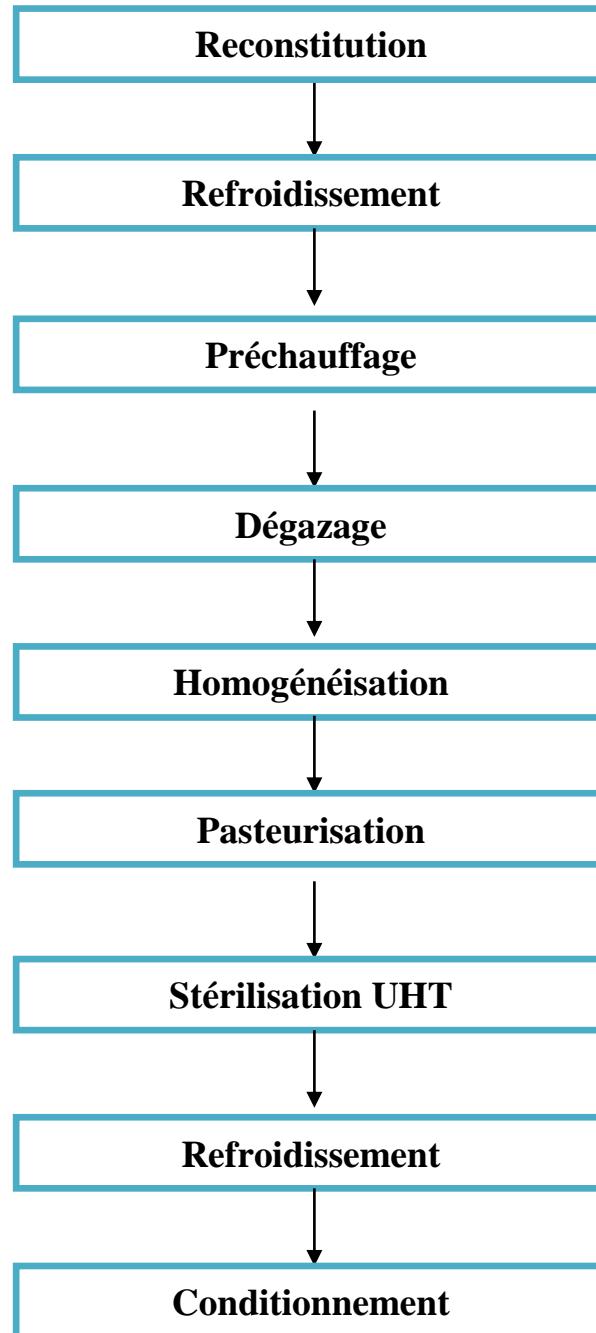 Reconstitution
Refroidissement
Préchauffage
Dégazage
Homogénéisation
Pasteurisation
Stérilisation UHT
Refroidissement
Conditionnement